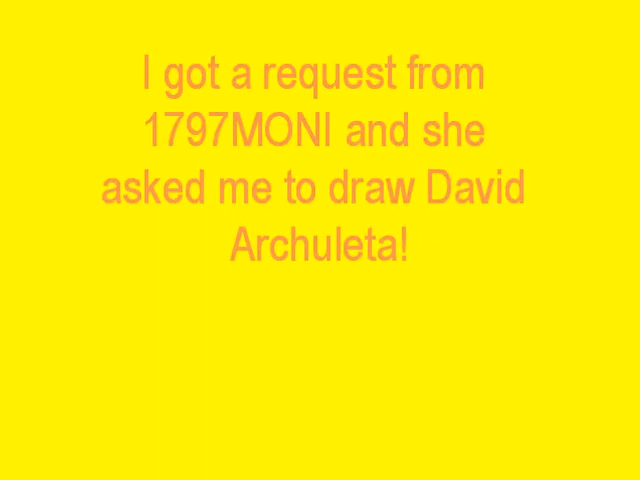 I got a request from
1797MONI and she
asked me to draw David
Archuleta!